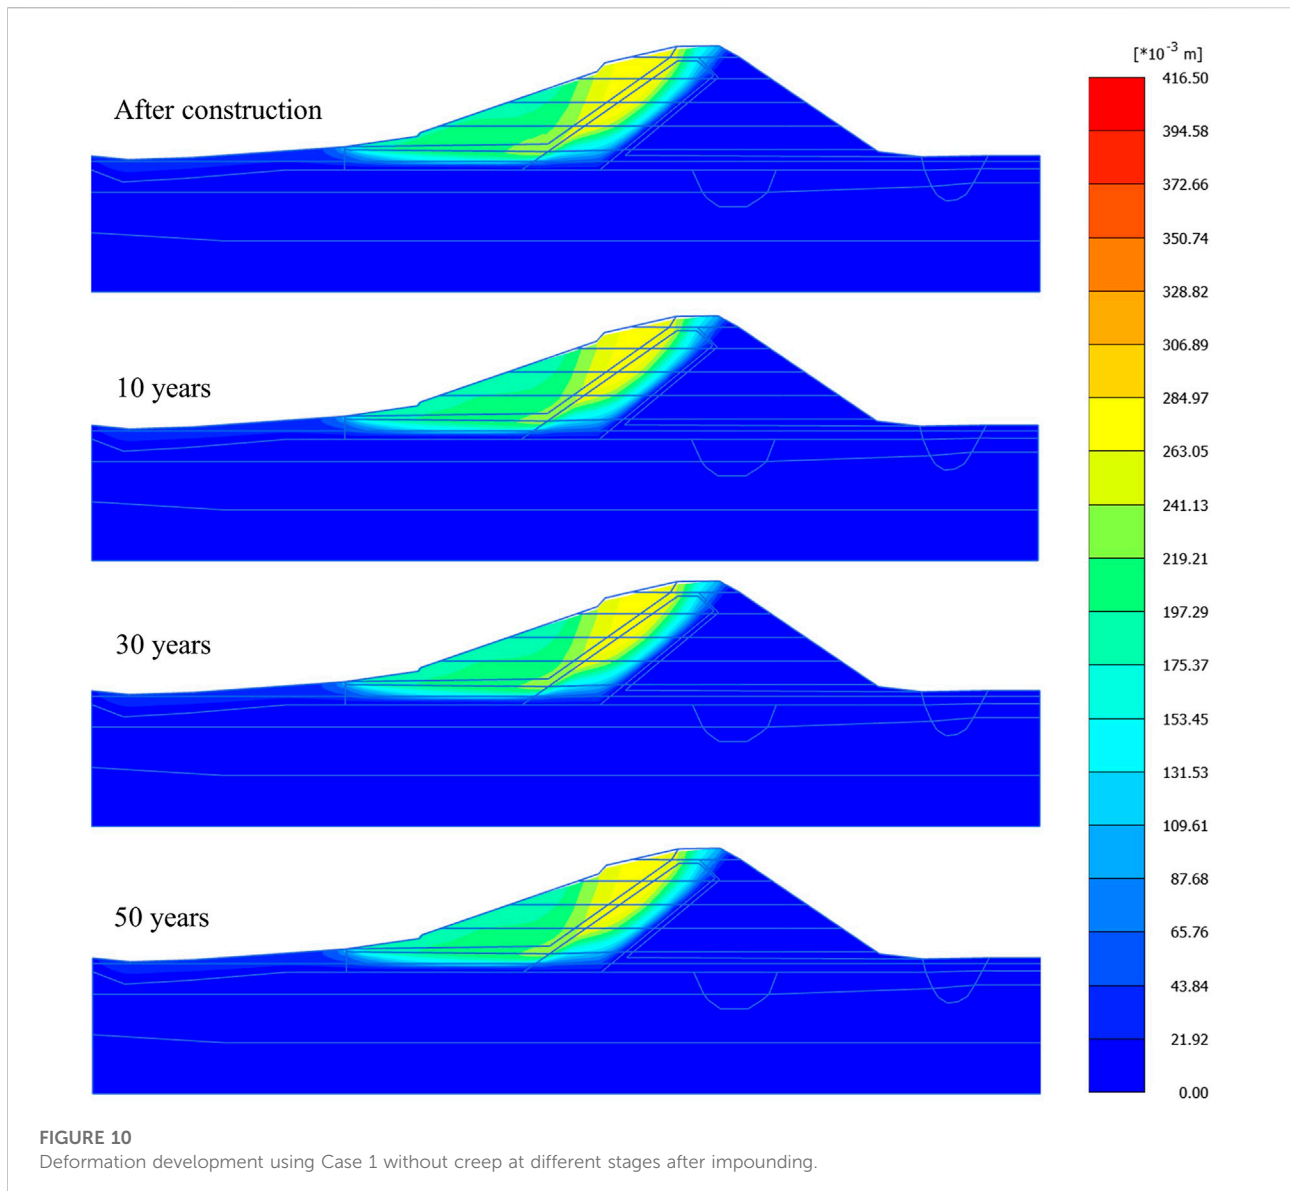 [*10⁻³ m]
After construction
10 years
30 years
50 years
416.50
394.58
372.66
350.74
328.82
306.89
284.97
263.05
241.13
219.21
197.29
175.37
153.45
131.53
109.61
87.68
65.76
43.84
21.92
0.00
FIGURE 10
Deformation development using Case 1 without creep at different stages after impounding.